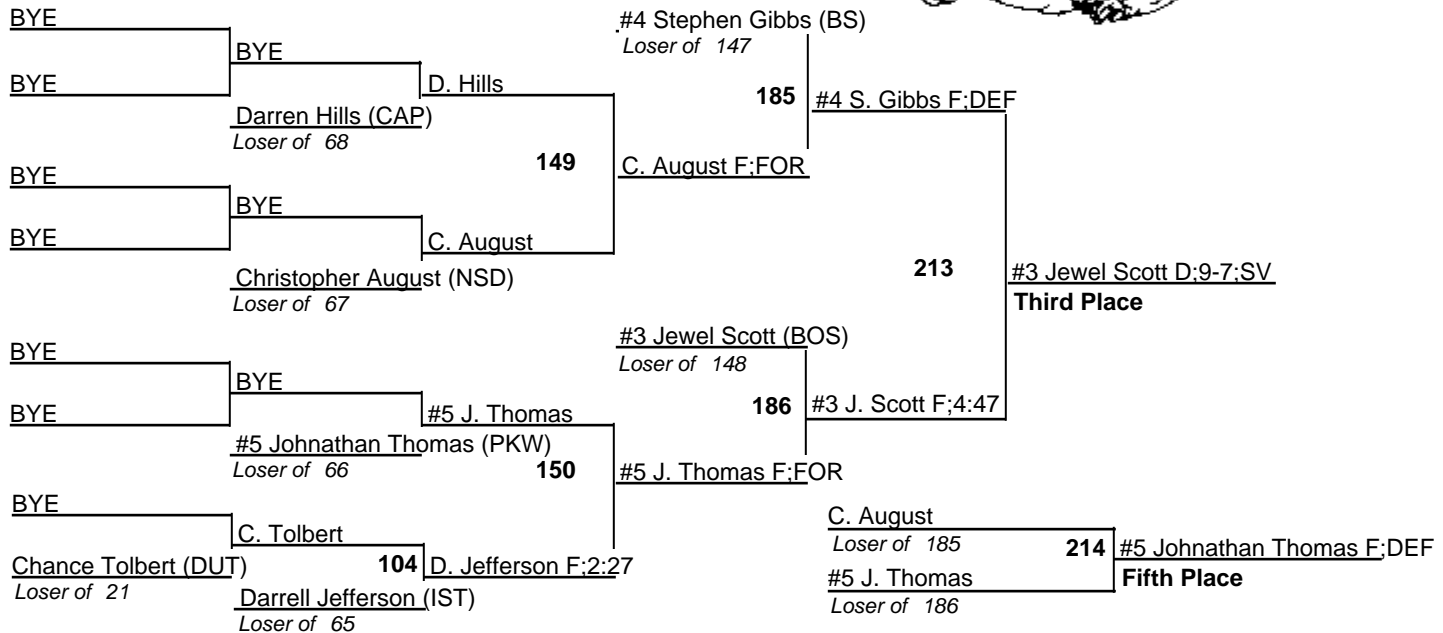 BYE
#4 Stephen Gibbs (BS)
Loser of 147
BYE
BYE
D. Hills
185
#4 S. Gibbs F;DEF
Darren Hills (CAP)
Loser of 68
149
C. August F;FOR
BYE
BYE
BYE
C. August
213
#3 Jewel Scott D;9-7;SV
Third Place
Christopher August (NSD)
Loser of 67
#3 Jewel Scott (BOS)
Loser of 148
BYE
BYE
BYE
#5 J. Thomas
186
#3 J. Scott F;4:47
#5 Johnathan Thomas (PKW)
Loser of 66
150
#5 J. Thomas F;FOR
BYE
C. Tolbert
Chance Tolbert (DUT)
Loser of 21
104
D. Jefferson F;2:27
Darrell Jefferson (IST)
Loser of 65
C. August
Loser of 185
214
#5 Johnathan Thomas F;DEF
Fifth Place
#5 J. Thomas
Loser of 186